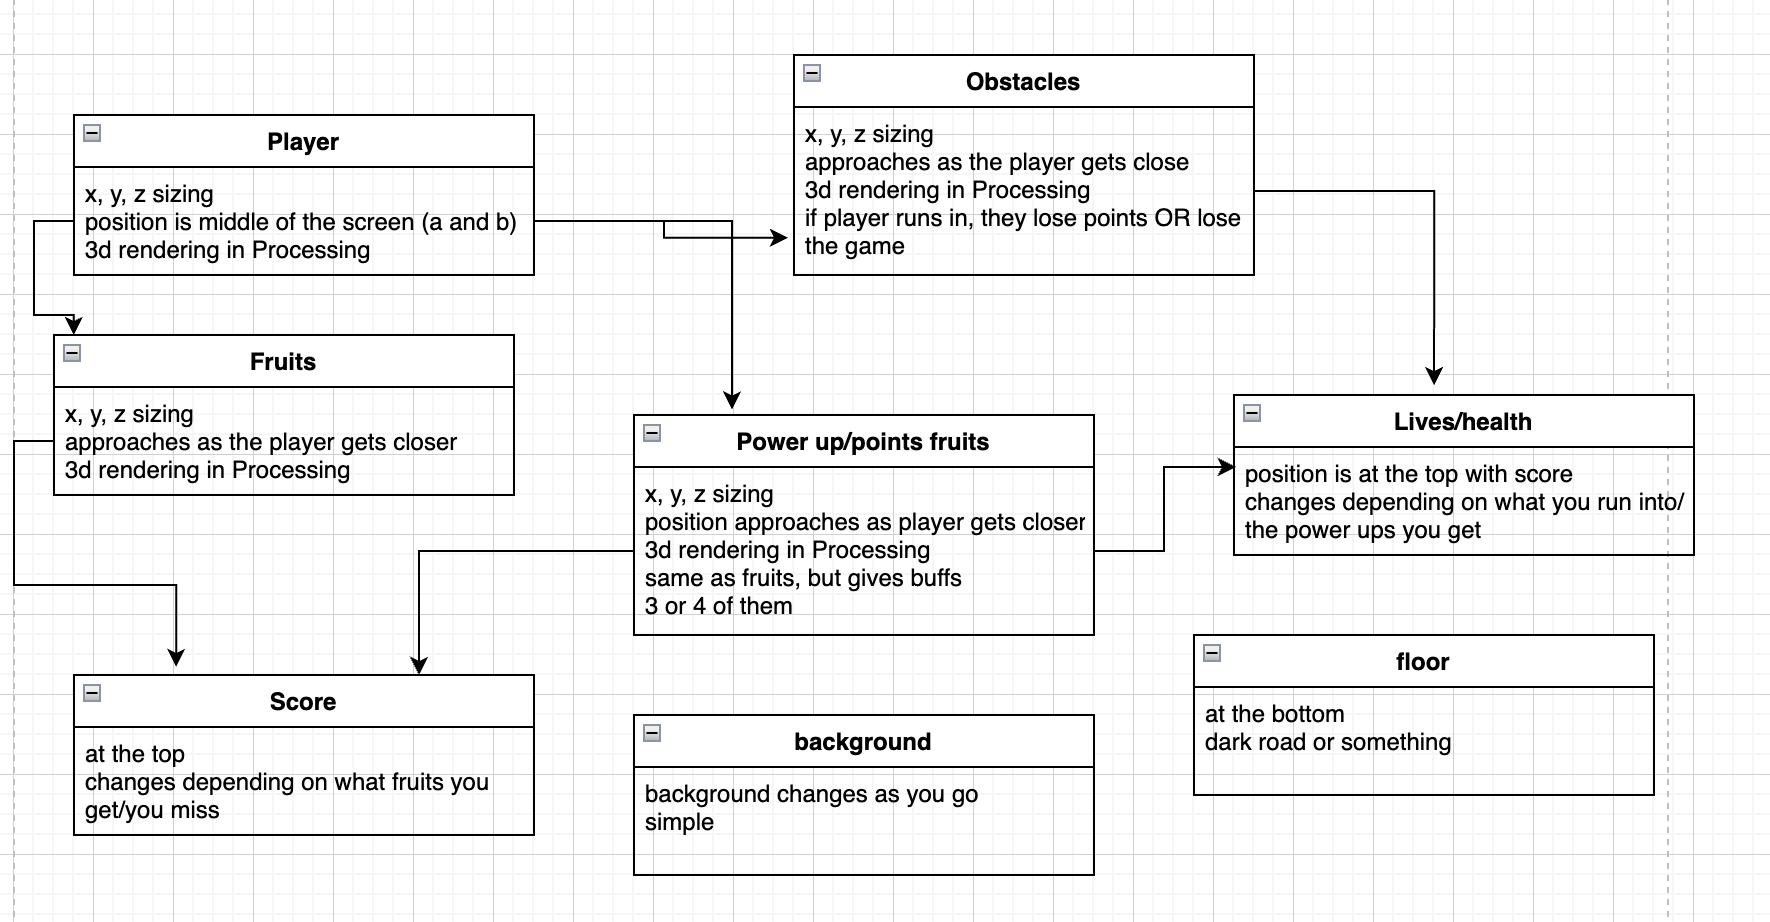 Player
x, y, z sizing
position is middle of the screen (a and b)
3d rendering in Processing
Obstacles
x, y, z sizing
approaches as the player gets close
3d rendering in Processing
if player runs in, they lose points OR lose
the game
Fruits
x, y, z sizing
approaches as the player gets closer
3d rendering in Processing
Power up/points fruits
x, y, z sizing
position approaches as player gets closer
3d rendering in Processing
same as fruits, but gives buffs
3 or 4 of them
Lives/health
position is at the top with score
changes depending on what you run into/
the power ups you get
Score
at the top
changes depending on what fruits you
get/you miss
background
background changes as you go
simple
floor
at the bottom
dark road or something